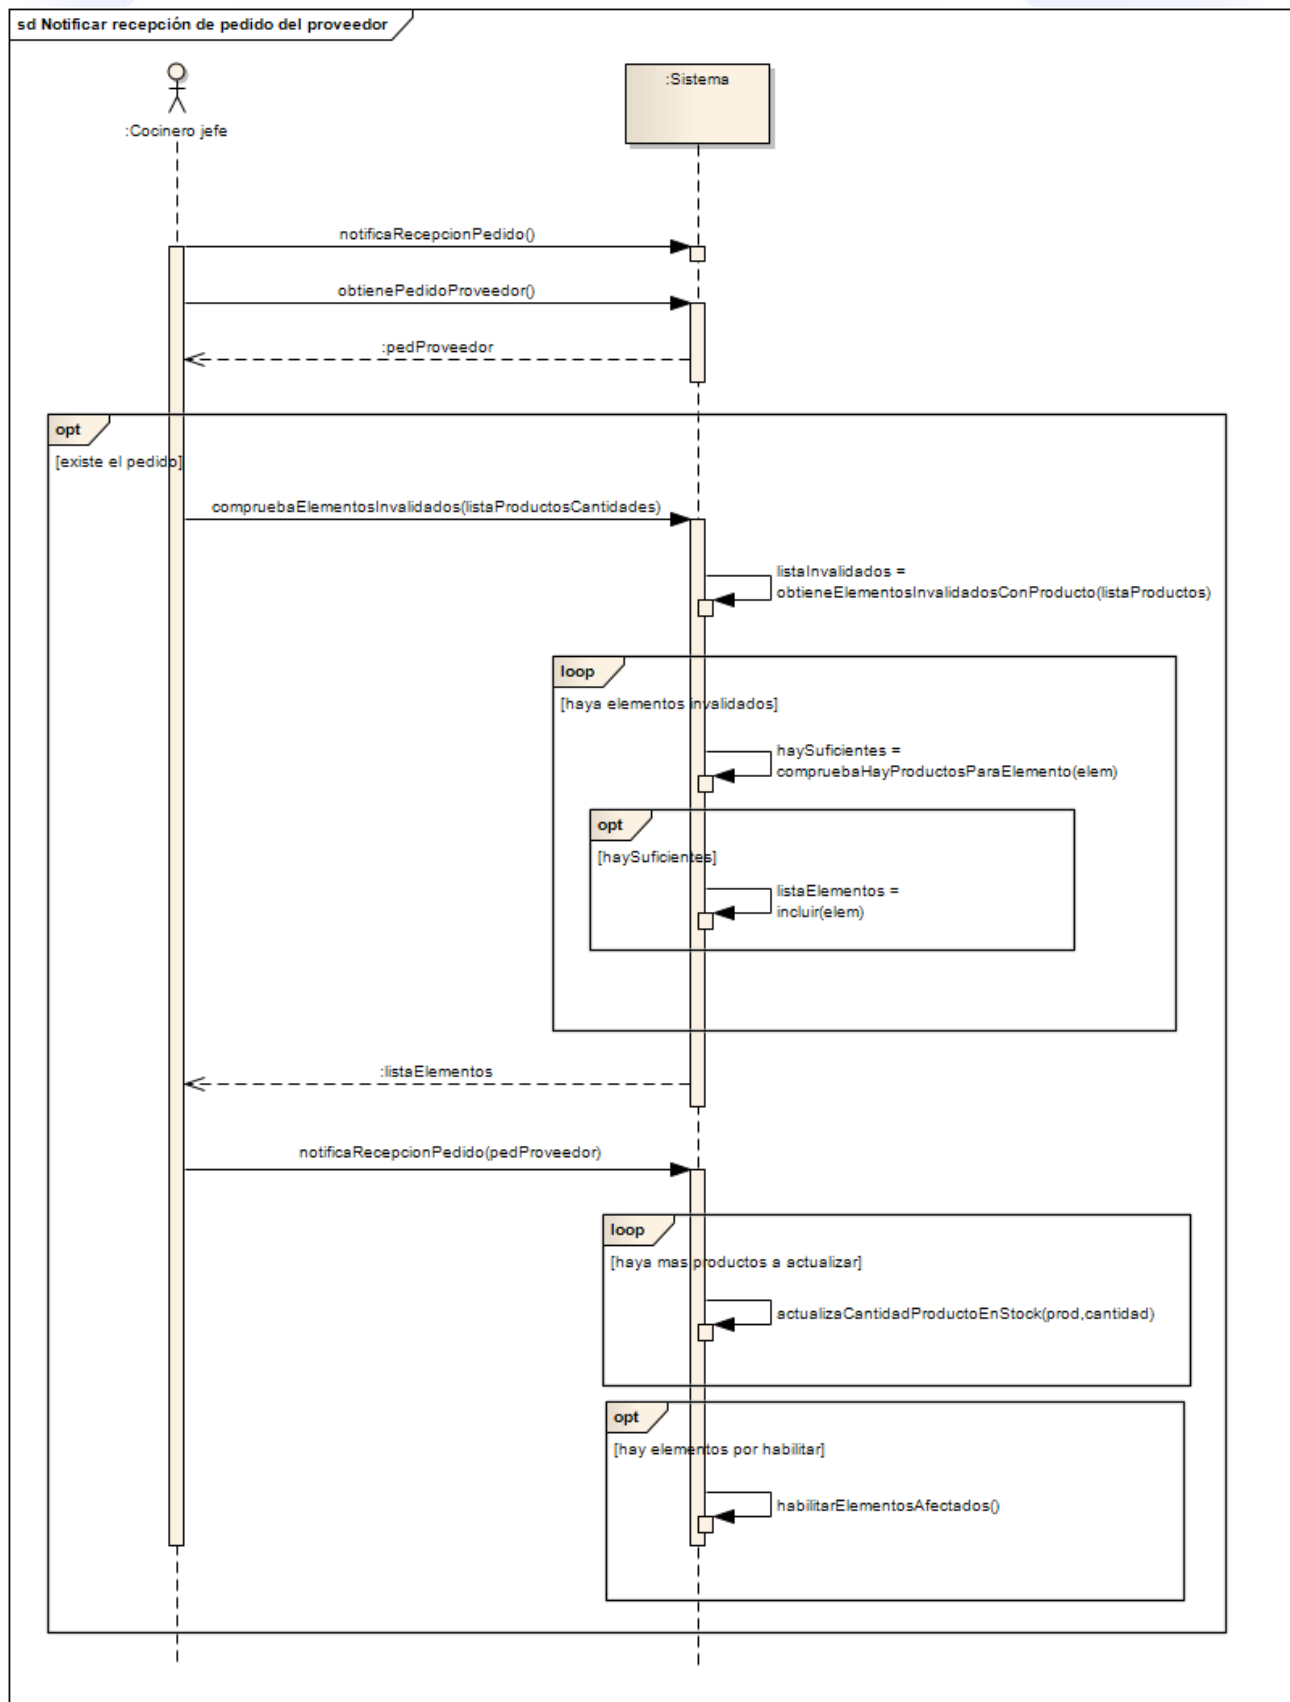 sd Notificar recepción de pedido del proveedor
:Cocinero jefe
:Sistema
notificaRecepcionPedido()
obtienePedidoProveedor()
:pedProveedor
opt
[existe el pedido]
compruebaElementosInvalidados(listaProductosCantidades)
listaInvalidados =
obtieneElementosInvalidadosConProducto(listaProductos)
loop
[haya elementos invalidados]
haySuficientes =
compruebaHayProductosParaElemento(elem)
opt
[haySuficientes]
listaElementos =
incluir(elem)
:listaElementos
notificaRecepcionPedido(pedProveedor)
loop
[haya mas productos a actualizar]
actualizaCantidadProductoEnStock(prod,cantidad)
opt
[hay elementos por habilitar]
habilitarElementosAfectados()